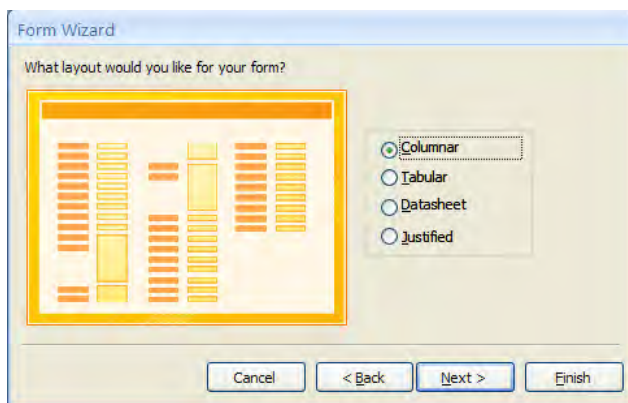 Form Wizard
What layout would you like for your form?
Columnar
Tabular
Datasheet
Justified
Cancel
< Back
Next >
Finish